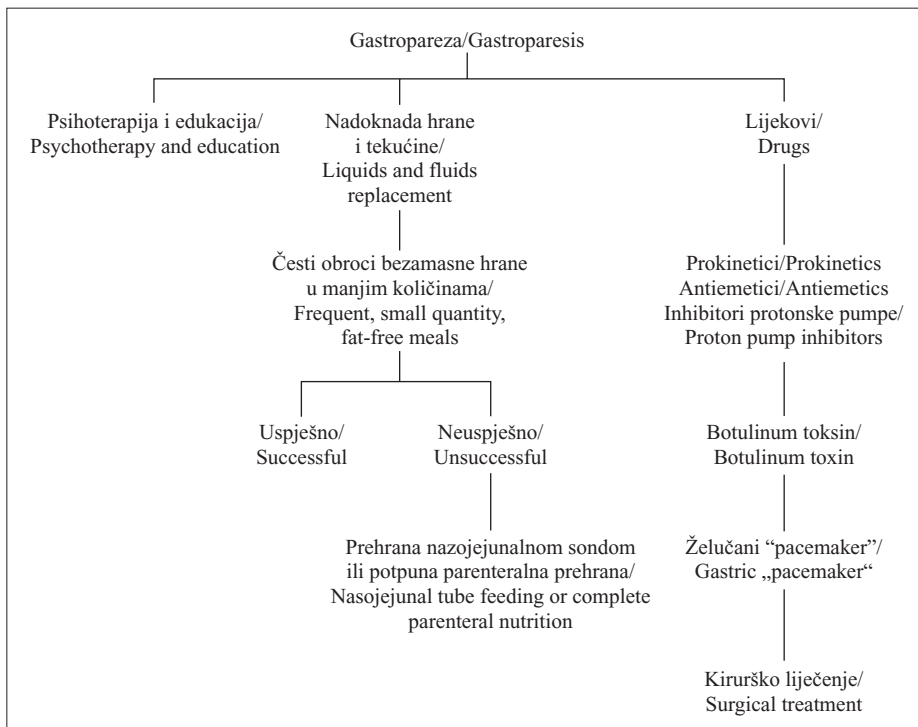 Gastropareza/Gastroparesis
Psihoterapija i edukacija/
Psychotherapy and education
Nadoknada hrane
i tekućine/
Liquids and fluids
replacement
Lijekovi/
Drugs
Česti obroci bezamasne hrane
u manjim količinama/
Frequent, small quantity,
fat-free meals
Prokinetici/Prokinetics
Antiemetici/Antiemetics
Inhibitori protonske pumpe/
Proton pump inhibitors
Uspješno/
Successful
Neuspješno/
Unsuccessful
Botulinum toksin/
Botulinum toxin
Prehrana nazojejunalnom sondom
ili potpuna parenteralna prehrana/
Nasojejunal tube feeding or complete
parenteral nutrition
Želučani “pacemaker”/
Gastric „pacemaker“
Kirurško liječenje/
Surgical treatment